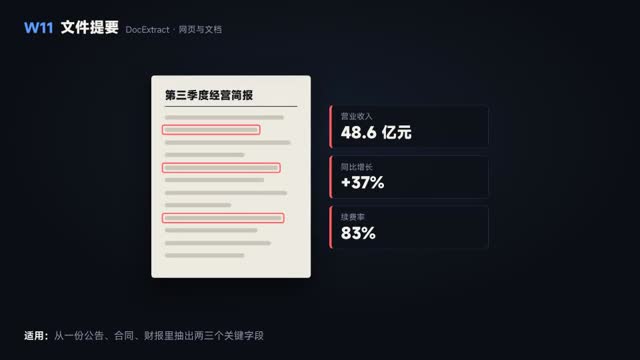 W11 文件提要 DocExtract · 网页与文档
第三季度经营简报
营业收入
48.6 亿元
同比增长
+37%
续费率
83%
适用：从一份公告、合同、财报里抽出两三个关键字段